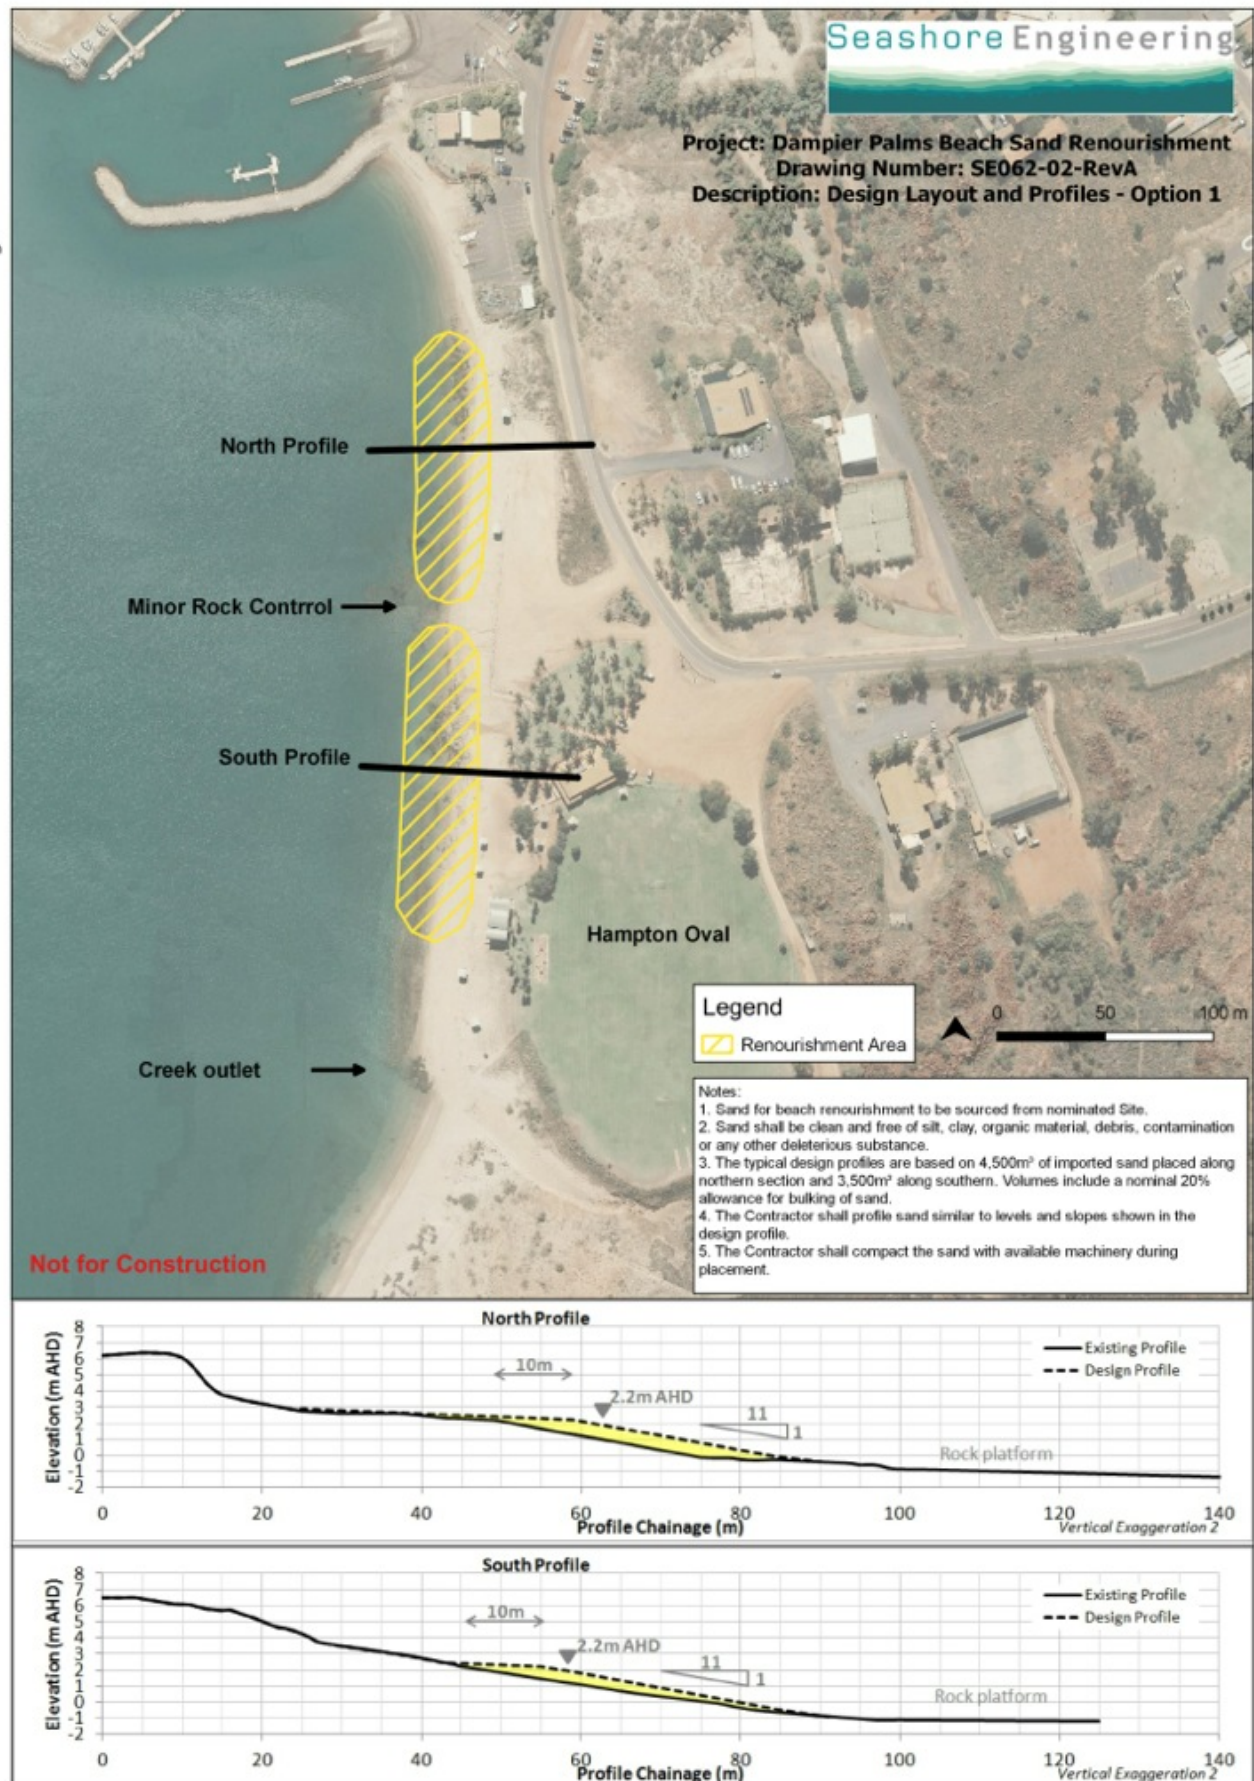 Seashore Engineering
Project: Dampier Palms Beach Sand Renourishment
Drawing Number: SE062-02-RevA
Description: Design Layout and Profiles - Option 1
North Profile
Minor Rock Contrrol
South Profile
Hampton Oval
Creek outlet
Legend
Renourishment Area
0 50 100 m
Notes:
1. Sand for beach renourishment to be sourced from nominated Site.
2. Sand shall be clean and free of silt, clay, organic material, debris, contamination
or any other deleterious substance.
3. The typical design profiles are based on 4,500m³ of imported sand placed along
northern section and 3,500m³ along southern. Volumes include a nominal 20%
allowance for bulking of sand.
4. The Contractor shall profile sand similar to levels and slopes shown in the
design profile.
5. The Contractor shall compact the sand with available machinery during
placement.
Not for Construction
North Profile
Elevation (m AHD)
8
7
6
5
4
3
2
1
0
-1
-2
10m
2.2m AHD
11
1
Existing Profile
Design Profile
Rock platform
0 20 40 60 80 100 120 140
Profile Chainage (m)
Vertical Exaggeration 2
South Profile
Elevation (m AHD)
8
7
6
5
4
3
2
1
0
-1
-2
10m
2.2m AHD
11
1
Existing Profile
Design Profile
Rock platform
0 20 40 60 80 100 120 140
Profile Chainage (m)
Vertical Exaggeration 2